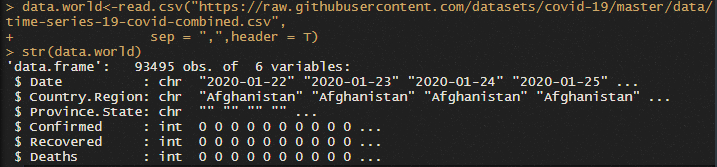 > data.world<-read.csv("https://raw.githubusercontent.com/datasets/covid-19/master/data/
time-series-19-covid-combined.csv",
+ sep = ",",header = T)
> str(data.world)
'data.frame': 93495 obs. of 6 variables:
$ Date : chr "2020-01-22" "2020-01-23" "2020-01-24" "2020-01-25" ...
$ Country.Region: chr "Afghanistan" "Afghanistan" "Afghanistan" "Afghanistan" ...
$ Province.State: chr "" "" "" "" ...
$ Confirmed : int 0 0 0 0 0 0 0 0 0 0 ...
$ Recovered : int 0 0 0 0 0 0 0 0 0 0 ...
$ Deaths : int 0 0 0 0 0 0 0 0 0 0 ...